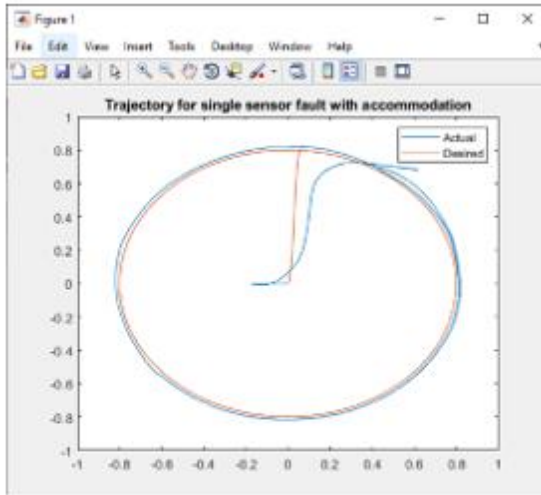 Figure 1
File Edit View Insert Tools Desktop Window Help
Trajectory for single sensor fault with accommodation
Actual
Desired
1
0.8
0.6
0.4
0.2
0
-0.2
-0.4
-0.6
-0.8
-1
-1 -0.8 -0.6 -0.4 -0.2 0 0.2 0.4 0.6 0.8 1